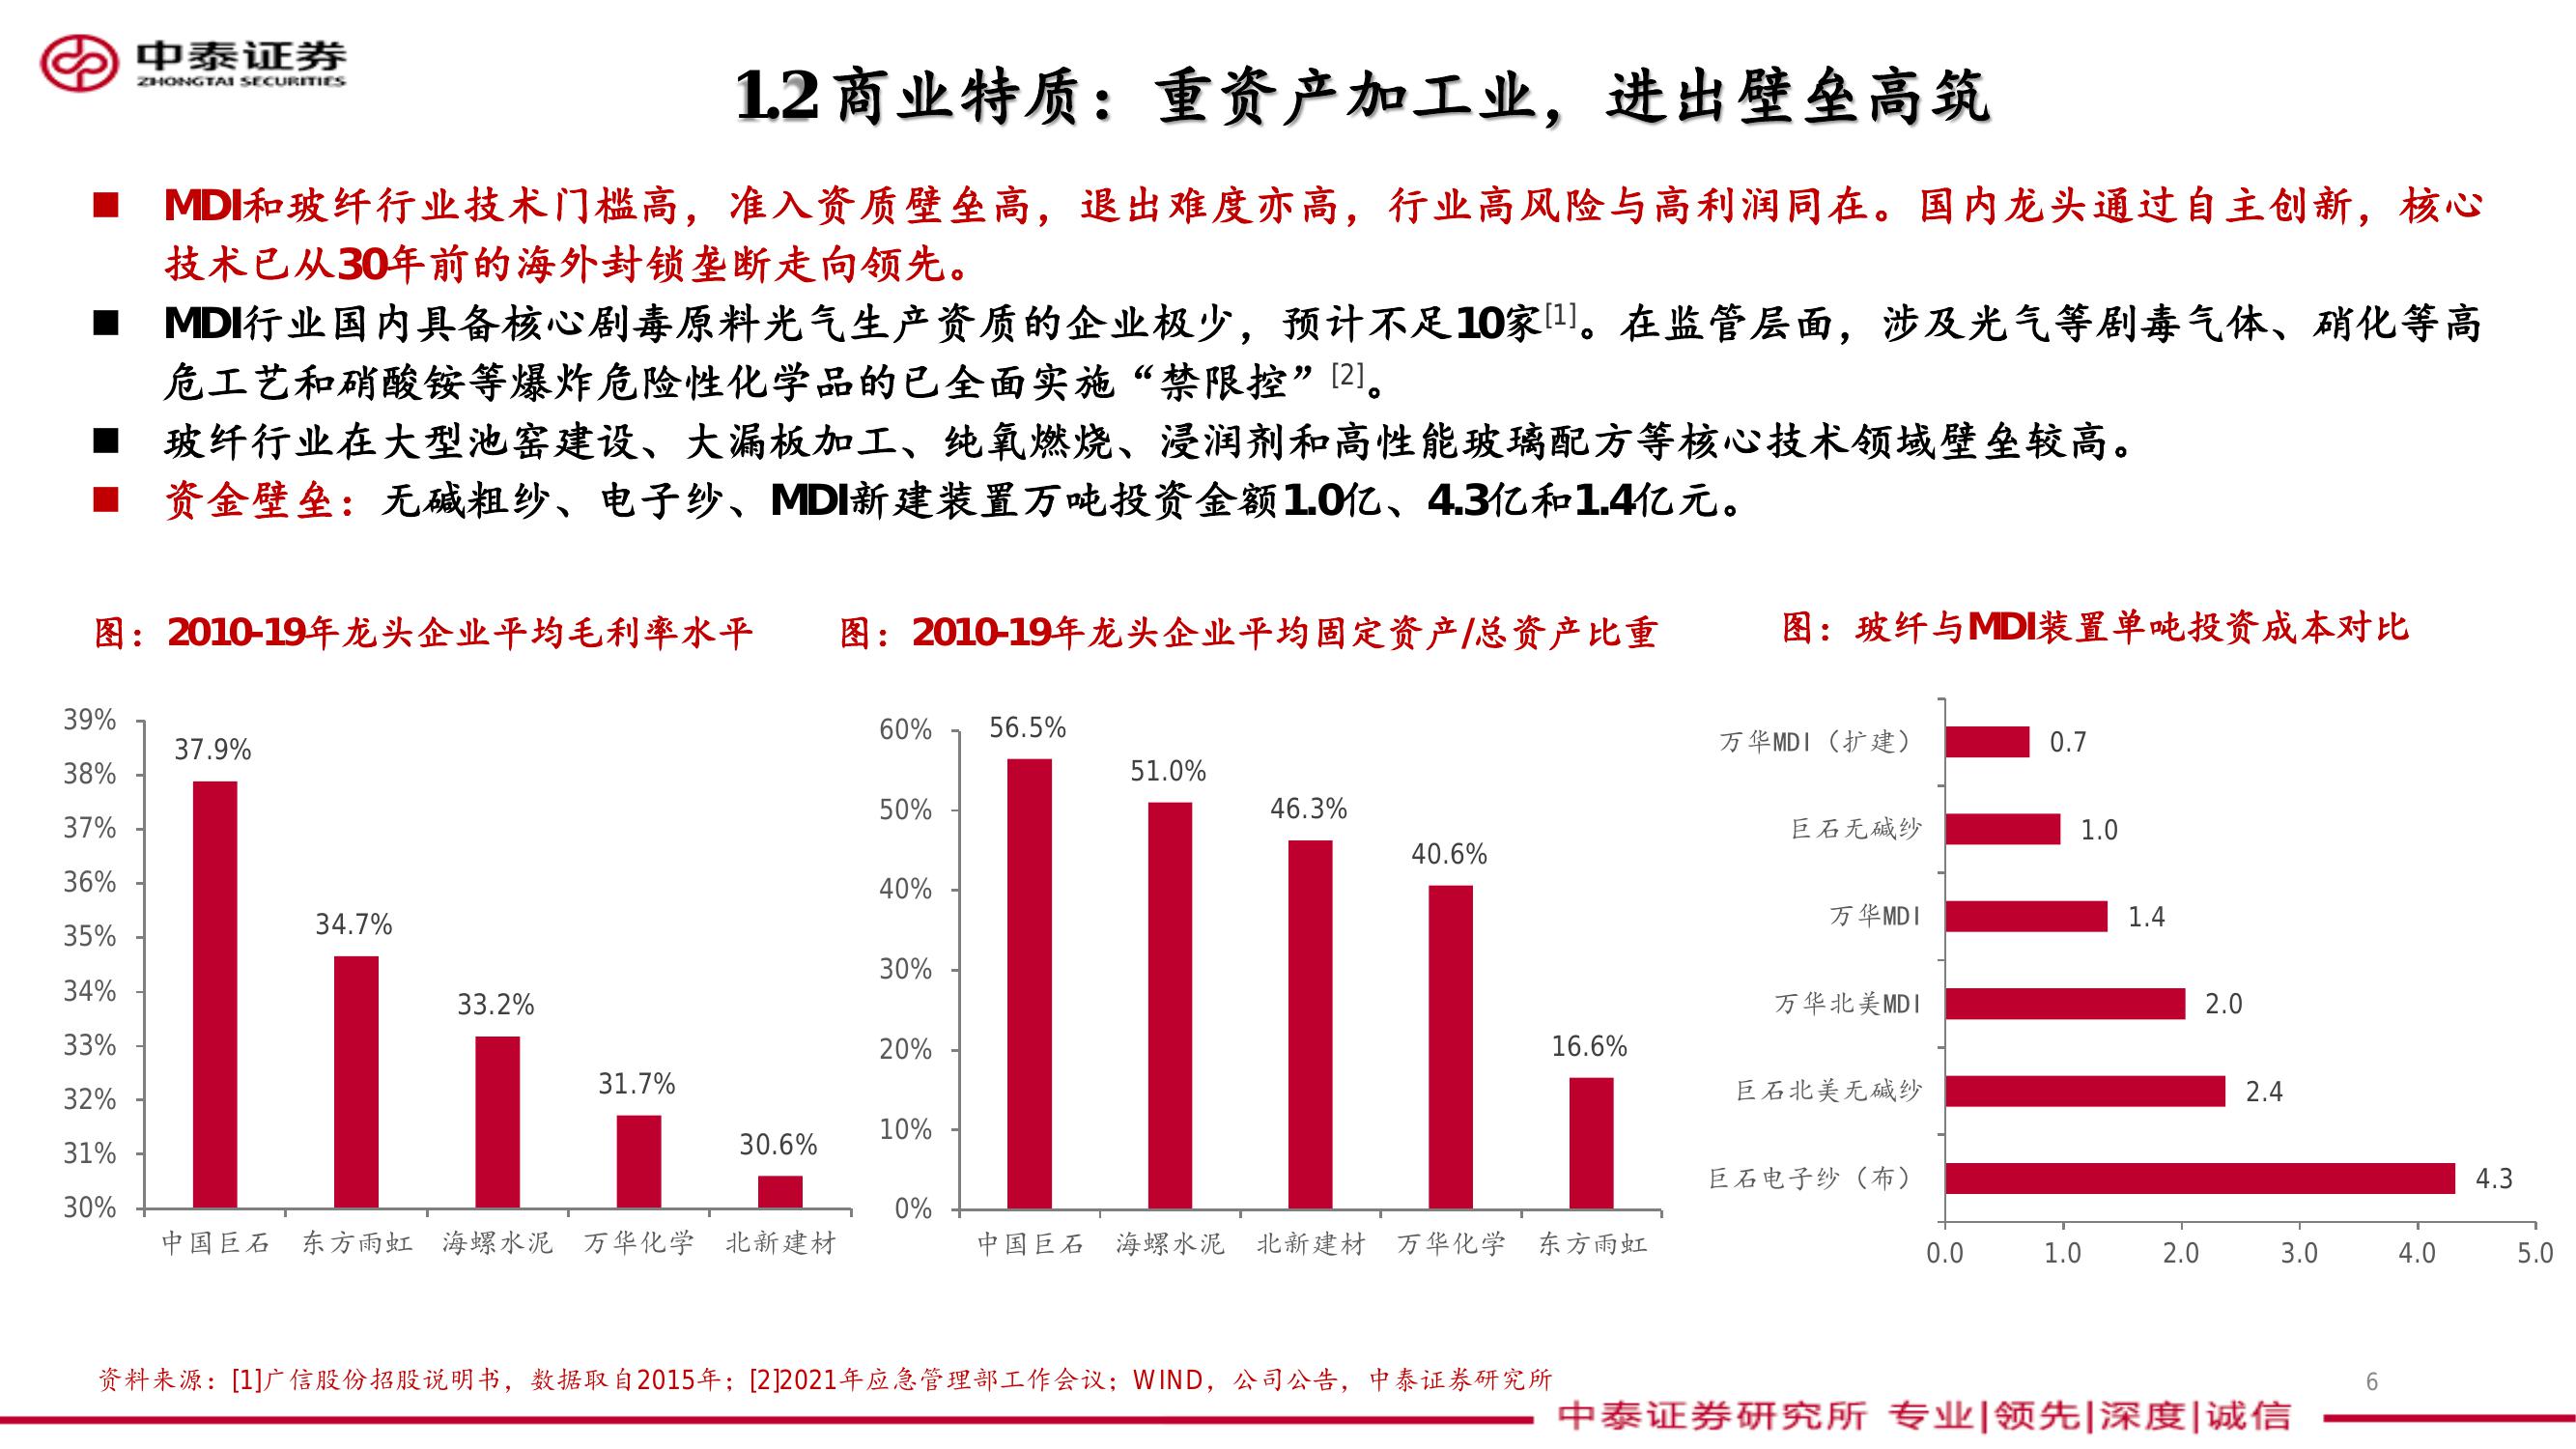 中泰证券
ZHONGTAI SECURITIES
1.2 商业特质：重资产加工业，进出壁垒高筑
MDI和玻纤行业技术门槛高，准入资质壁垒高，退出难度亦高，行业高风险与高利润同在。国内龙头通过自主创新，核心
技术已从30年前的海外封锁垄断走向领先。
MDI行业国内具备核心剧毒原料光气生产资质的企业极少，预计不足10家[1]。在监管层面，涉及光气等剧毒气体、硝化等高
危工艺和硝酸铵等爆炸危险性化学品的已全面实施“禁限控”[2]。
玻纤行业在大型池窑建设、大漏板加工、纯氧燃烧、浸润剂和高性能玻璃配方等核心技术领域壁垒较高。
资金壁垒：无碱粗纱、电子纱、MDI新建装置万吨投资金额1.0亿、4.3亿和1.4亿元。
图：2010-19年龙头企业平均毛利率水平
39%
38%
37%
36%
35%
34%
33%
32%
31%
30%
37.9%
34.7%
33.2%
31.7%
30.6%
中国巨石 东方雨虹 海螺水泥 万华化学 北新建材
图：2010-19年龙头企业平均固定资产/总资产比重
60%
50%
40%
30%
20%
10%
0%
56.5%
51.0%
46.3%
40.6%
16.6%
中国巨石 海螺水泥 北新建材 万华化学 东方雨虹
图：玻纤与MDI装置单吨投资成本对比
万华MDI（扩建） 0.7
巨石无碱纱 1.0
万华MDI 1.4
万华北美MDI 2.0
巨石北美无碱纱 2.4
巨石电子纱（布） 4.3
0.0 1.0 2.0 3.0 4.0 5.0
资料来源：[1]广信股份招股说明书，数据取自2015年；[2]2021年应急管理部工作会议；WIND，公司公告，中泰证券研究所
6
中泰证券研究所 专业|领先|深度|诚信